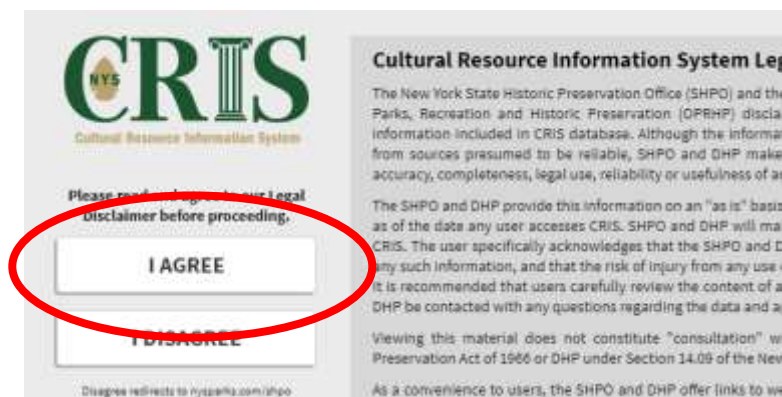 CRIS
NYS
Cultural Resource Information System
Please read and agree to our Legal
Disclaimer before proceeding.
I AGREE
I DISAGREE
Disagree redirects to nysparks.com/shpo
Cultural Resource Information System Leg
The New York State Historic Preservation Office (SHPO) and the
Parks, Recreation and Historic Preservation (OPRHP) discla
information included in CRIS database. Although the informa
from sources presumed to be reliable, SHPO and DHP make
accuracy, completeness, legal use, reliability or usefulness of a
The SHPO and DHP provide this information on an "as is" basis
as of the date any user accesses CRIS. SHPO and DHP will ma
CRIS. The user specifically acknowledges that the SHPO and D
any such information, and that the risk of injury from any use
It is recommended that users carefully review the content of a
DHP be contacted with any questions regarding the data and a
Viewing this material does not constitute "consultation" w
Preservation Act of 1966 or DHP under Section 14.09 of the New
As a convenience to users, the SHPO and DHP offer links to we